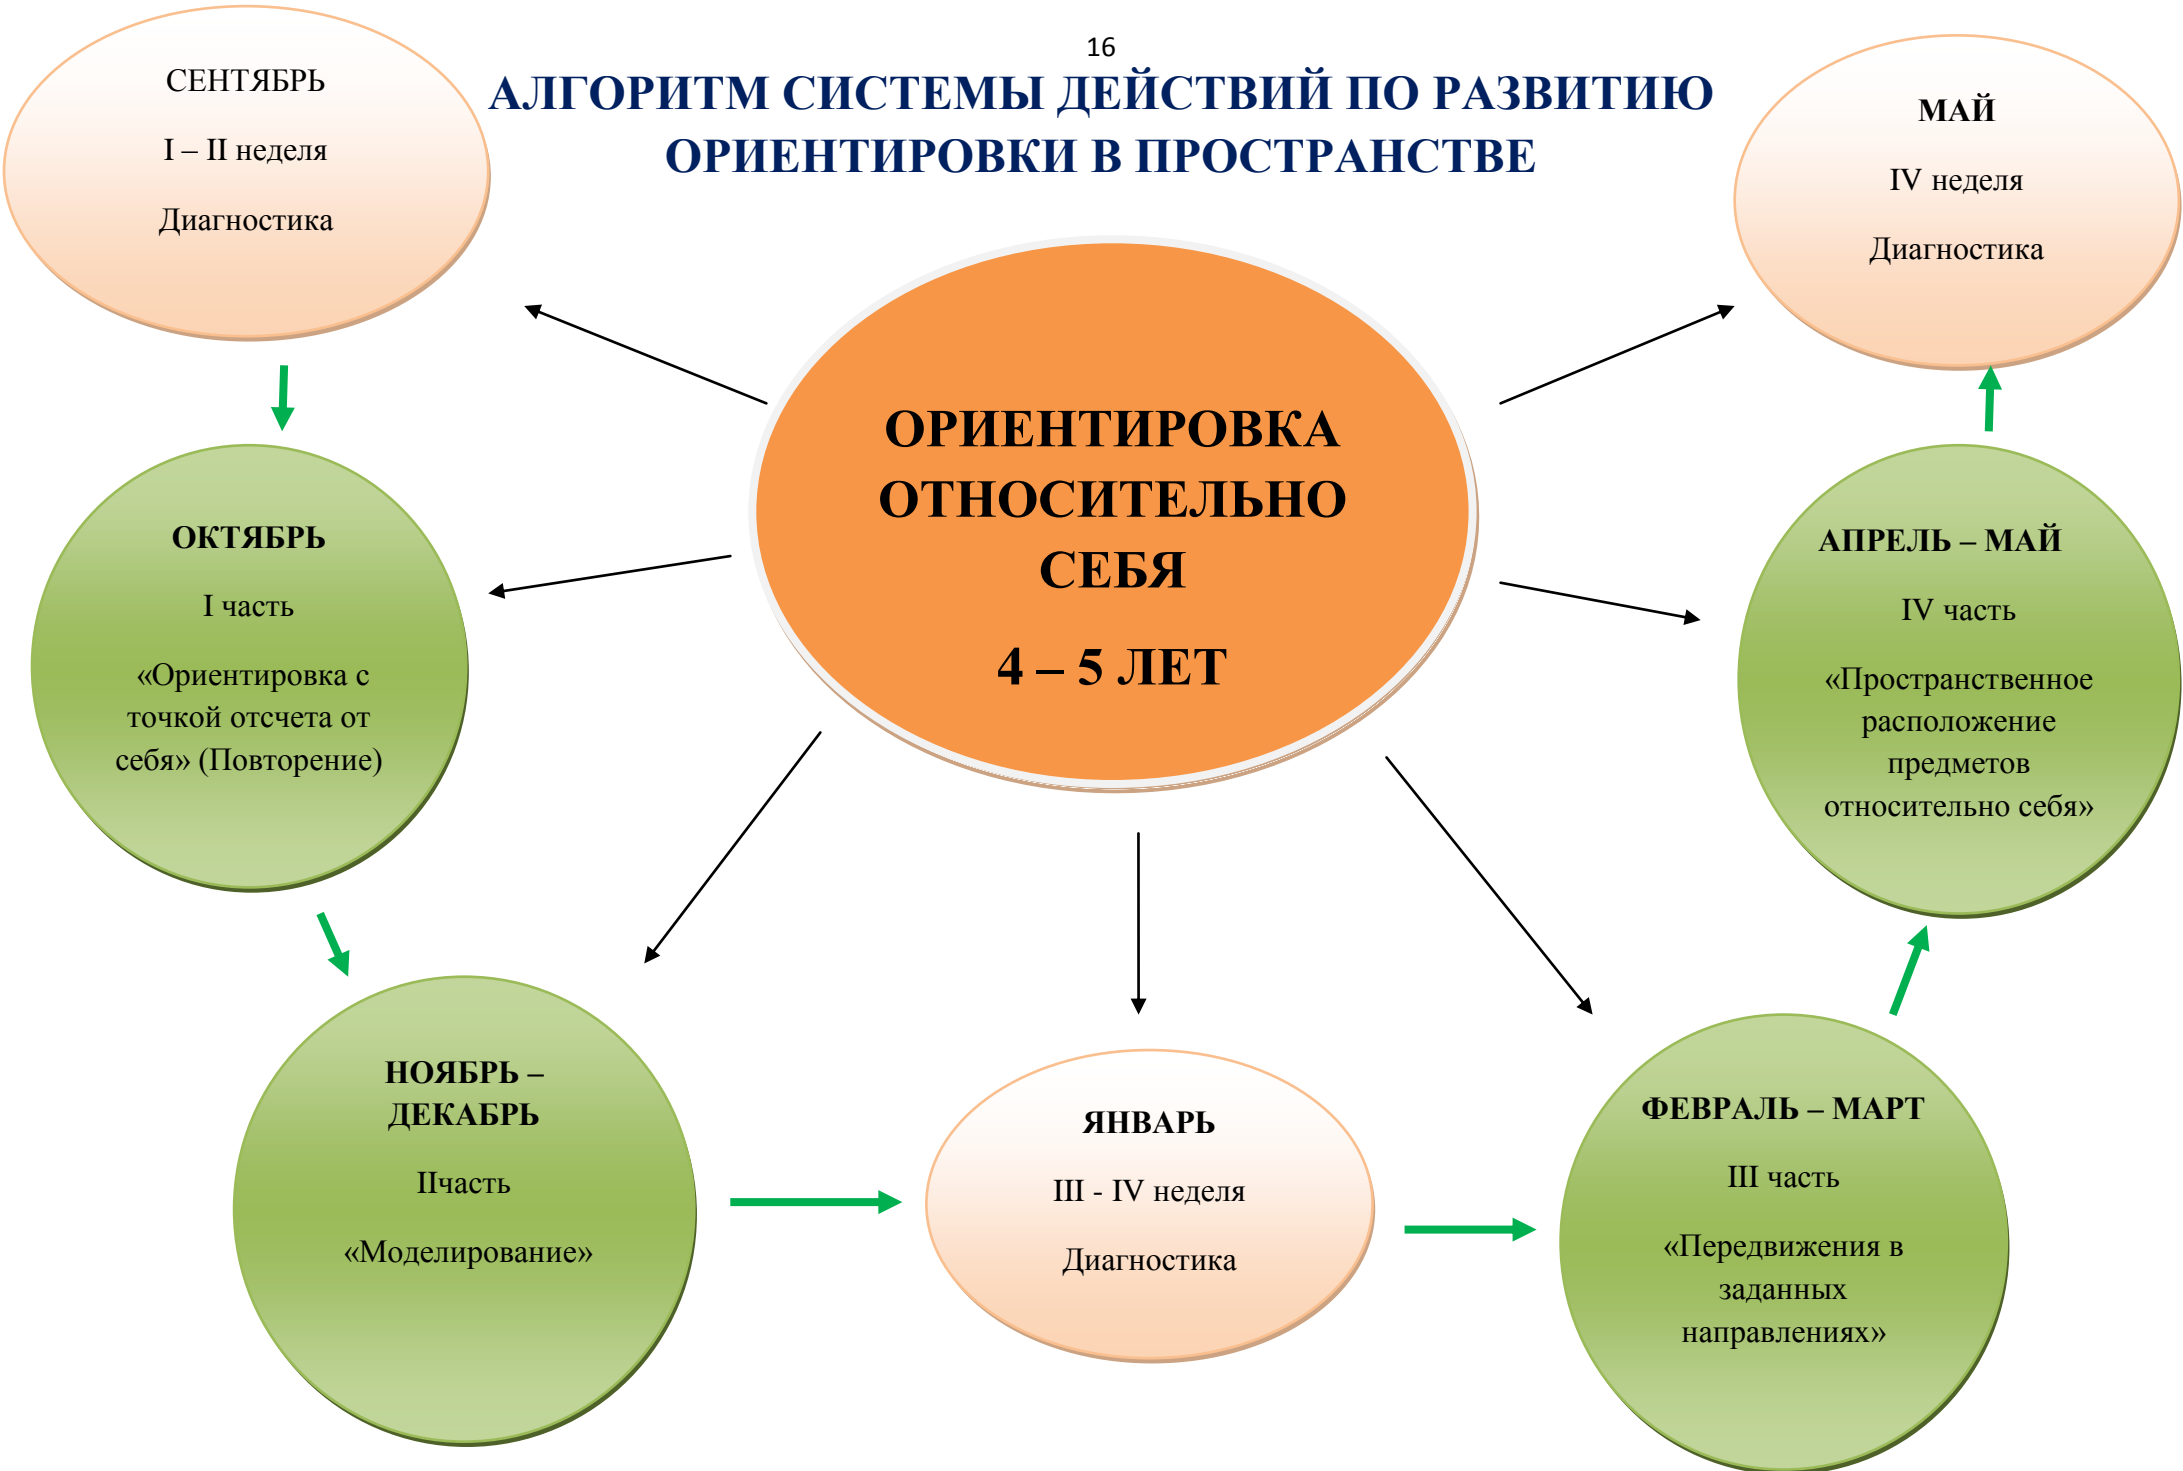 16
АЛГОРИТМ СИСТЕМЫ ДЕЙСТВИЙ ПО РАЗВИТИЮ
ОРИЕНТИРОВКИ В ПРОСТРАНСТВЕ
СЕНТЯБРЬ
I – II неделя
Диагностика
ОРИЕНТИРОВКА
ОТНОСИТЕЛЬНО
СЕБЯ
4 – 5 ЛЕТ
ОКТЯБРЬ
I часть
«Ориентировка с
точкой отсчета от
себя» (Повторение)
НОЯБРЬ –
ДЕКАБРЬ
IIчасть
«Моделирование»
ЯНВАРЬ
III - IV неделя
Диагностика
ФЕВРАЛЬ – МАРТ
III часть
«Передвижения в
заданных
направлениях»
АПРЕЛЬ – МАЙ
IV часть
«Пространственное
расположение
предметов
относительно себя»
МАЙ
IV неделя
Диагностика